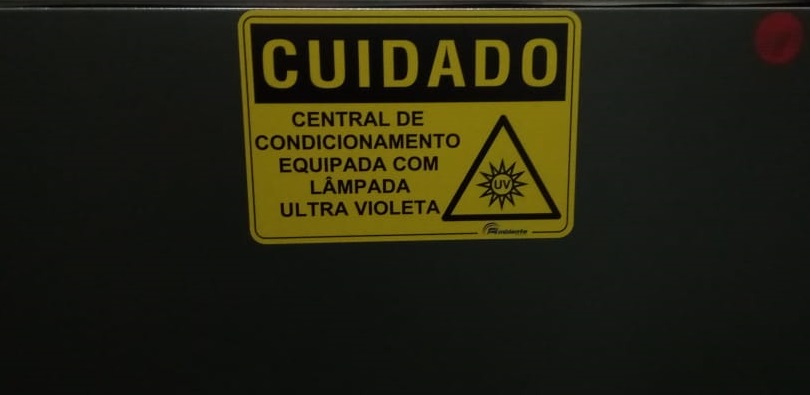 CUIDADO
CENTRAL DE
CONDICIONAMENTO
EQUIPADA COM
LÂMPADA
ULTRA VIOLETA
UV